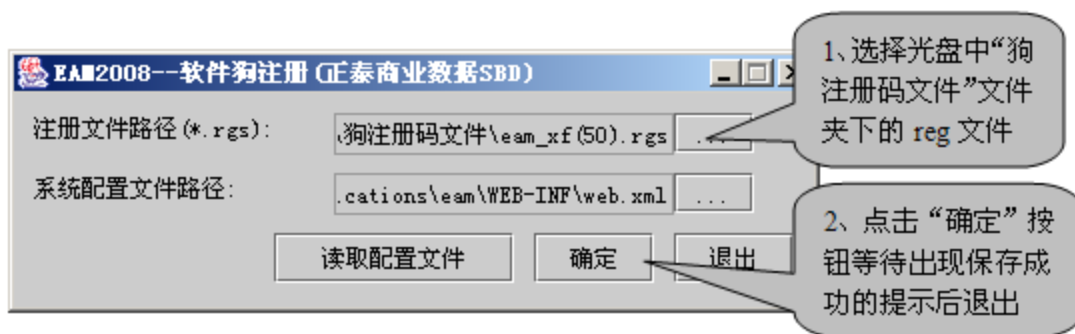 EAM2008--软件狗注册(正泰商业数据SBD)
1、选择光盘中“狗
注册码文件”文件
夹下的 reg 文件
注册文件路径(*.rgs):
狗注册码文件\eam_xf(50).rgs
...
系统配置文件路径:
.cations\eam\WEB-INF\web.xml
...
2、点击“确定”按
钮等待出现保存成
功的提示后退出
读取配置文件
确定
退出